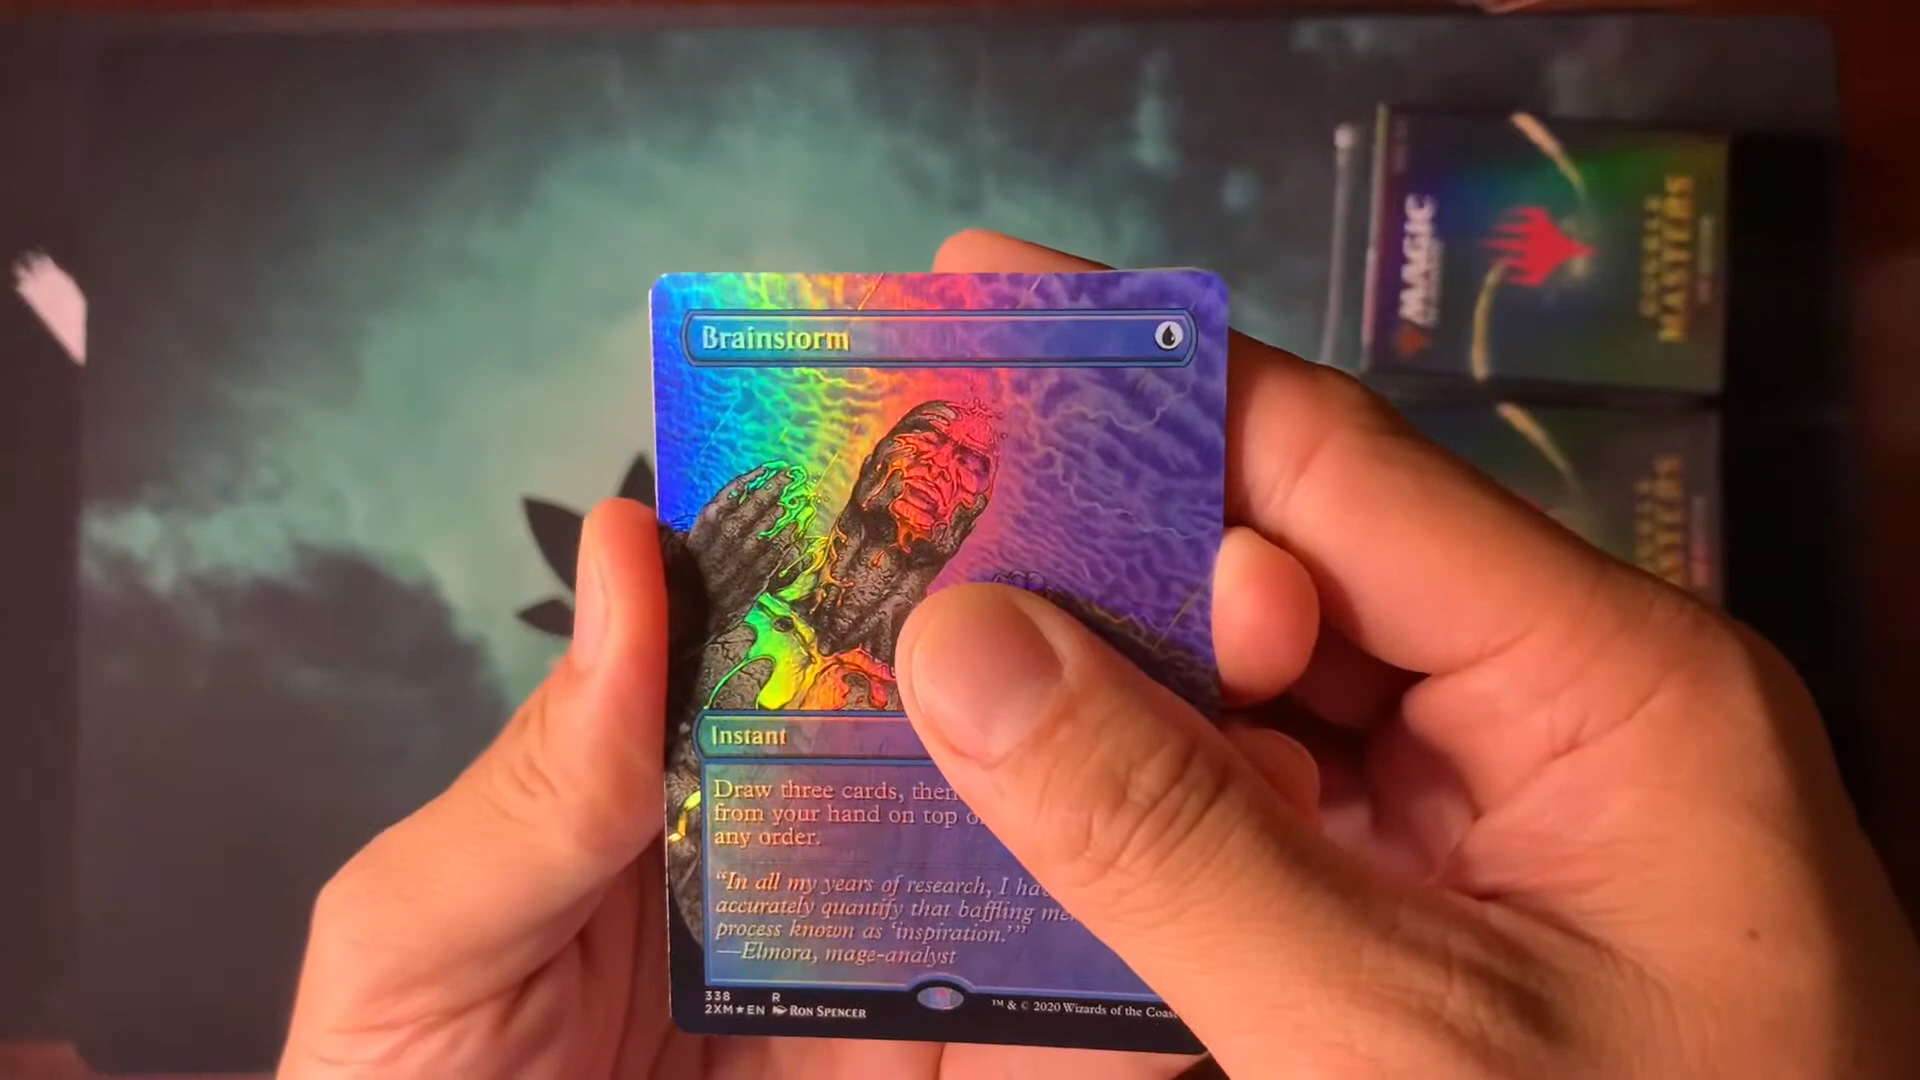 Brainstorm
Instant
Draw three cards, then
from your hand on top
any order.
“In all my years of research, I
accurately quantify that baffling
process known as ‘inspiration.’”
—Elmora, mage-analyst
338 R
2XM★EN RON SPENCER
™ & © 2020 Wizards of the Coast
MAGIC
MASTERS
MASTERS